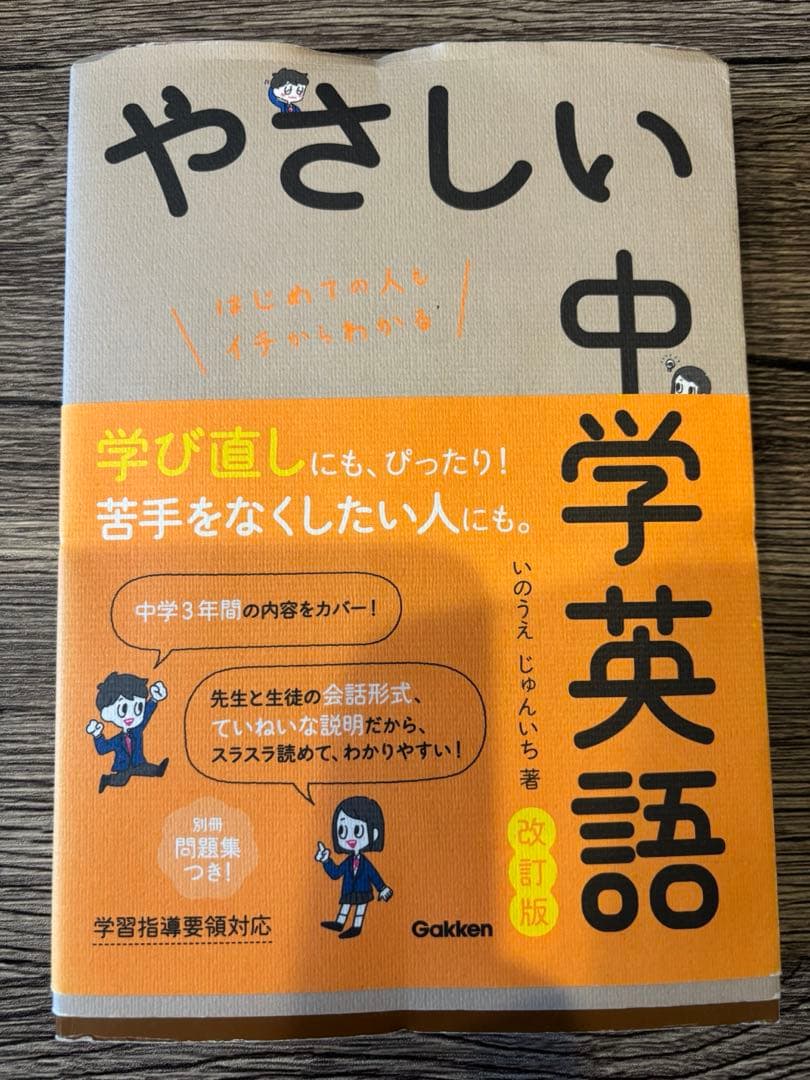 やさしい
中学英語
はじめての人も
イチからわかる
学び直しにも、ぴったり！
苦手をなくしたい人にも。
いのうえ じゅんいち 著
中学3年間の内容をカバー！
先生と生徒の会話形式、
ていねいな説明だから、
スラスラ読めて、わかりやすい！
別冊
問題集
つき！
改訂版
学習指導要領対応
Gakken